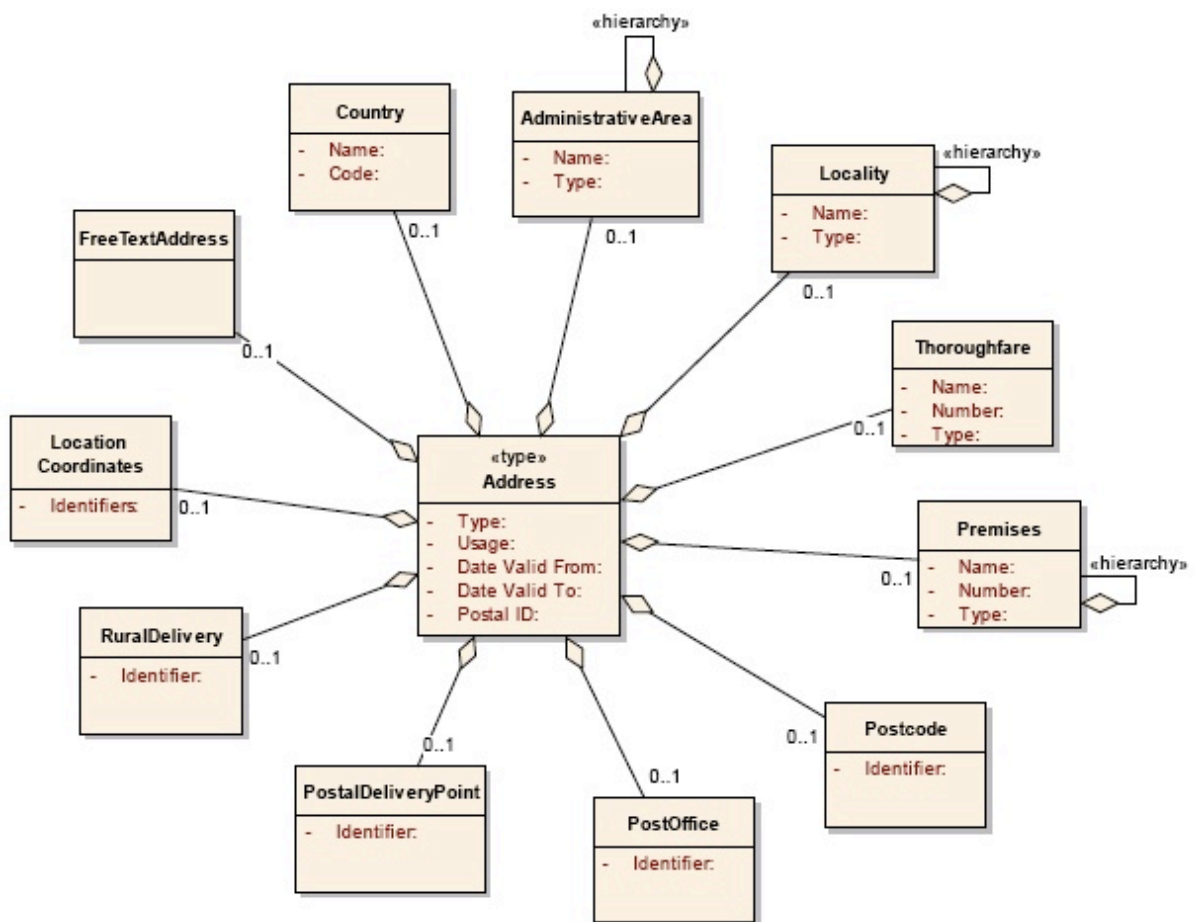 «hierarchy»
Country
- Name:
- Code:
0..1
AdministrativeArea
- Name:
- Type:
0..1
«hierarchy»
Locality
- Name:
- Type:
0..1
FreeTextAddress
0..1
Thoroughfare
- Name:
- Number:
- Type:
0..1
Location
Coordinates
- Identifiers:
0..1
«type»
Address
- Type:
- Usage:
- Date Valid From:
- Date Valid To:
- Postal ID:
Premises
- Name:
- Number:
- Type:
0..1
«hierarchy»
RuralDelivery
- Identifier:
0..1
Postcode
- Identifier:
0..1
PostalDeliveryPoint
- Identifier:
0..1
PostOffice
- Identifier:
0..1